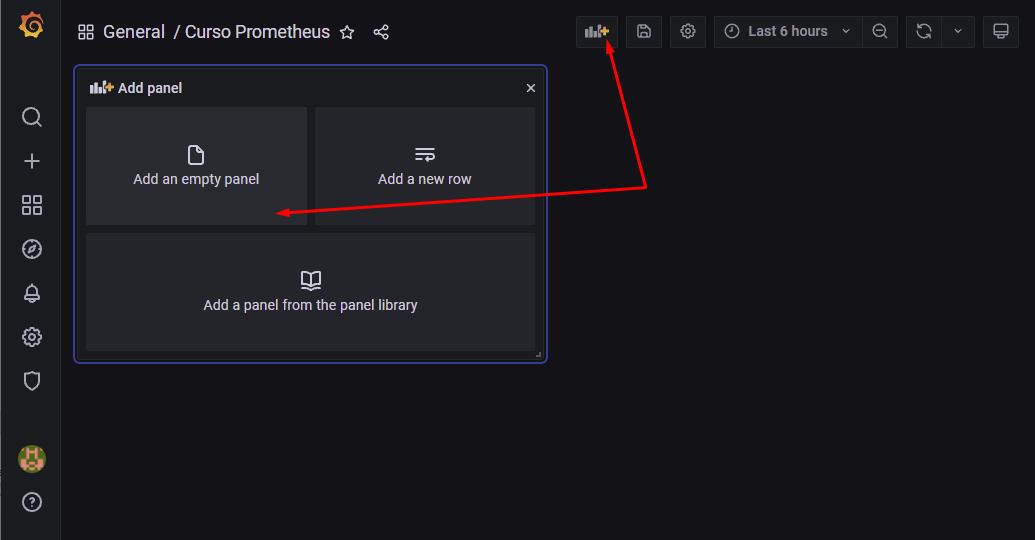 General / Curso Prometheus
Last 6 hours
Add panel
Add an empty panel
Add a new row
Add a panel from the panel library